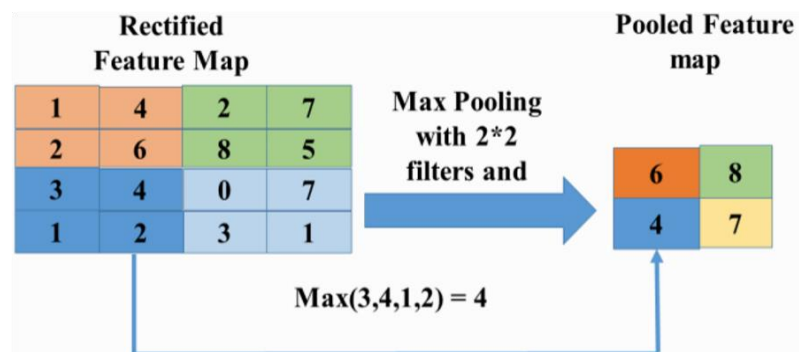 Rectified
Feature Map
1 4 2 7
2 6 8 5
3 4 0 7
1 2 3 1
Max Pooling
with 2*2
filters and
Pooled Feature
map
6 8
4 7
Max(3,4,1,2) = 4